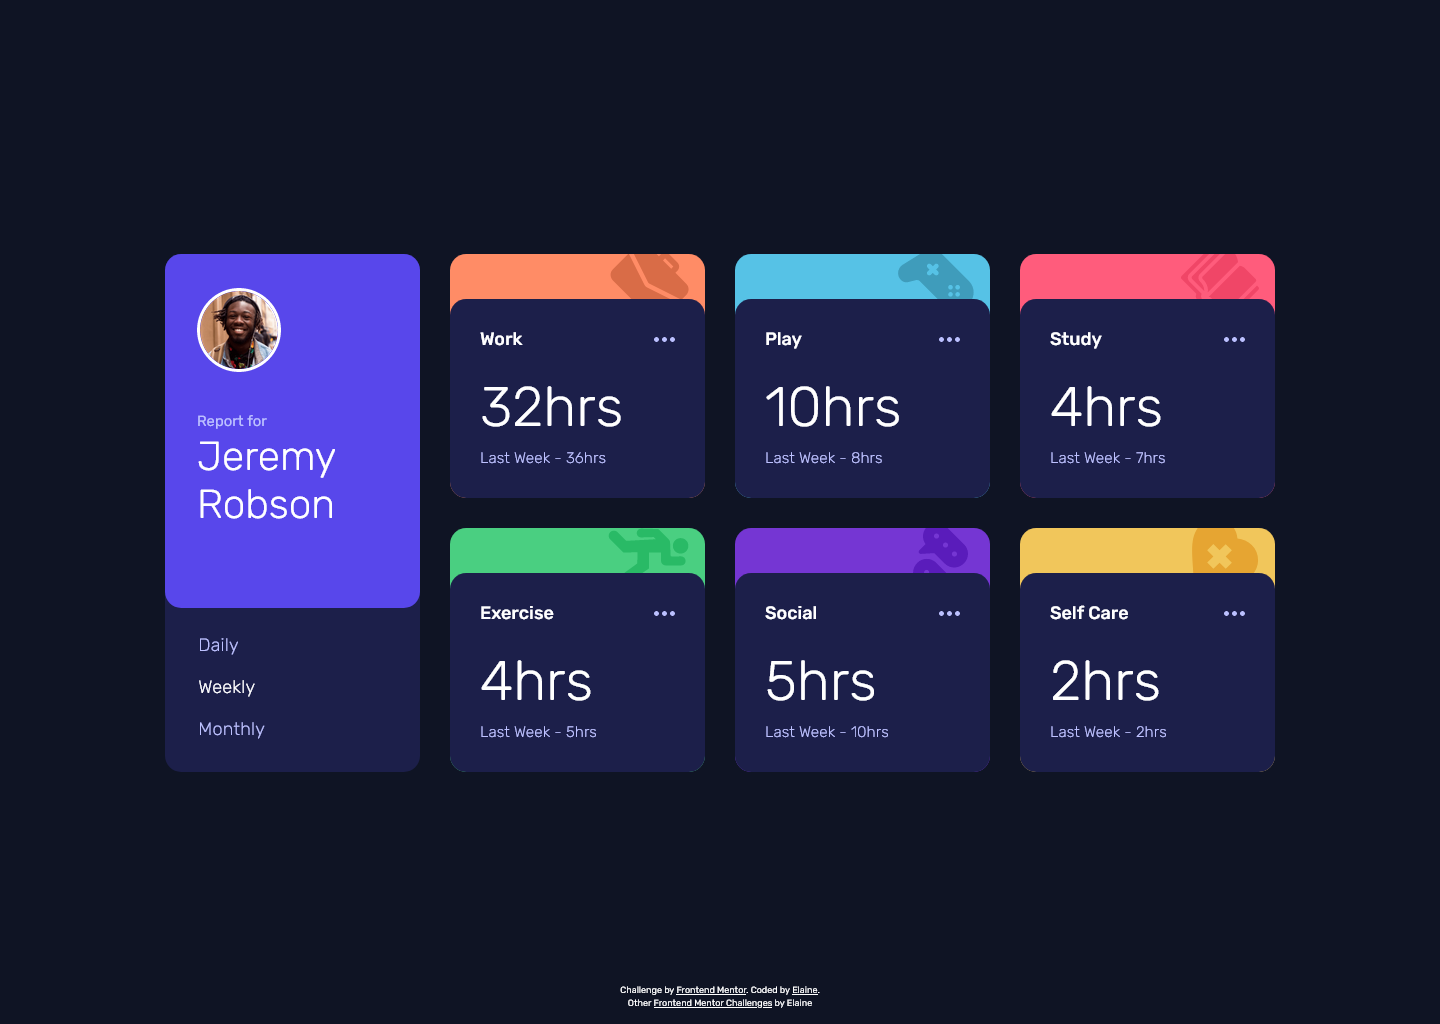 Report for
Jeremy
Robson
Daily
Weekly
Monthly
Work
32hrs
Last Week - 36hrs
Play
10hrs
Last Week - 8hrs
Study
4hrs
Last Week - 7hrs
Exercise
4hrs
Last Week - 5hrs
Social
5hrs
Last Week - 10hrs
Self Care
2hrs
Last Week - 2hrs
Challenge by Frontend Mentor. Coded by Elaine.
Other Frontend Mentor Challenges by Elaine